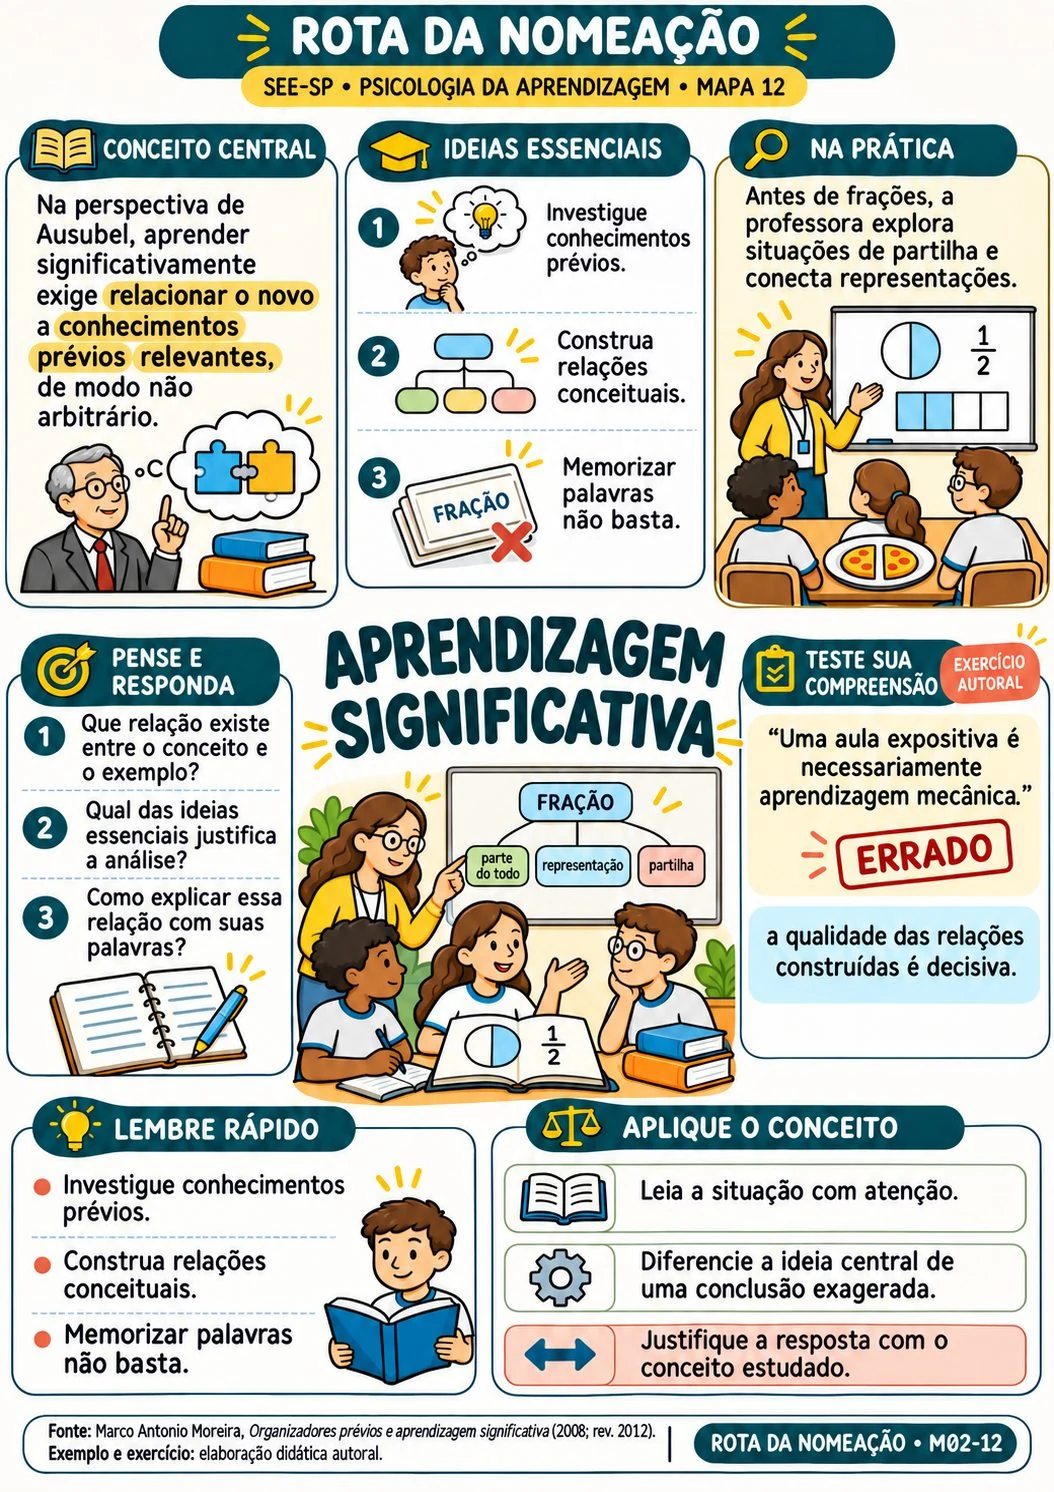 ROTA DA NOMEAÇÃO
SEE-SP • PSICOLOGIA DA APRENDIZAGEM • MAPA 12
CONCEITO CENTRAL
Na perspectiva de
Ausubel, aprender
significativamente
exige relacionar o novo
a conhecimentos
prévios relevantes,
de modo não
arbitrário.
IDEIAS ESSENCIAIS
1
Investigue
conhecimentos
prévios.
2
Construa
relações
conceituais.
3
FRAÇÃO
Memorizar
palavras
não basta.
NA PRÁTICA
Antes de frações, a
professora explora
situações de partilha e
conecta representações.
1
2
PENSE E
RESPONDA
1
Que relação existe
entre o conceito e
o exemplo?
2
Qual das ideias
essenciais justifica
a análise?
3
Como explicar essa
relação com suas
palavras?
APRENDIZAGEM
SIGNIFICATIVA
FRAÇÃO
parte
do todo
representação
partilha
1
2
TESTE SUA
COMPREENSÃO
EXERCÍCIO
AUTORAL
“Uma aula expositiva é
necessariamente
aprendizagem mecânica.”
ERRADO
a qualidade das relações
construídas é decisiva.
LEMBRE RÁPIDO
Investigue conhecimentos
prévios.
Construa relações
conceituais.
Memorizar palavras
não basta.
APLIQUE O CONCEITO
Leia a situação com atenção.
Diferencie a ideia central de
uma conclusão exagerada.
Justifique a resposta com o
conceito estudado.
Fonte: Marco Antonio Moreira, Organizadores prévios e aprendizagem significativa (2008; rev. 2012).
Exemplo e exercício: elaboração didática autoral.
ROTA DA NOMEAÇÃO • M02-12